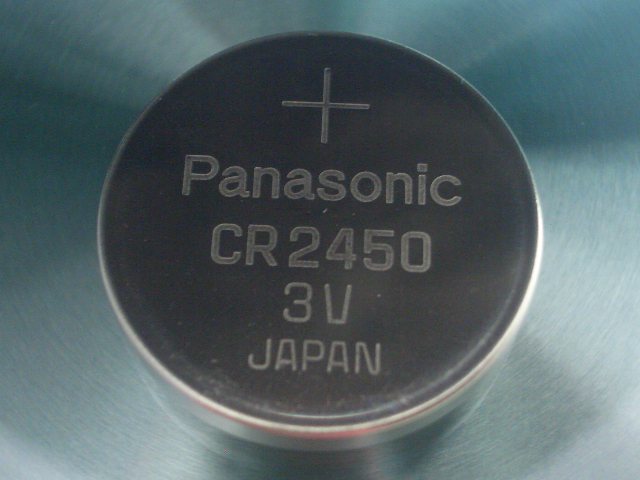 +
Panasonic
CR2450
3V
JAPAN